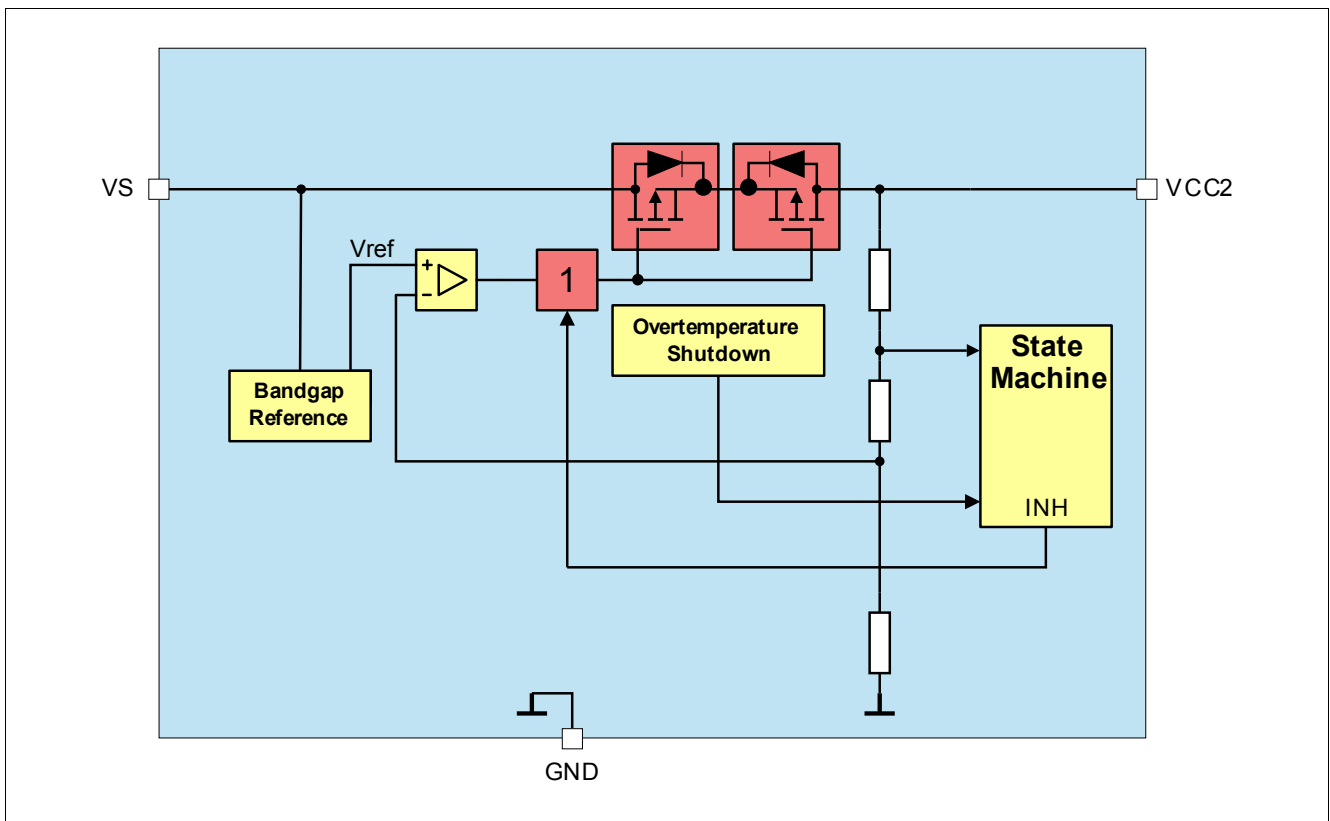 VS
VCC2
Vref
+
-
1
Overtemperature
Shutdown
State
Machine
Bandgap
Reference
INH
GND